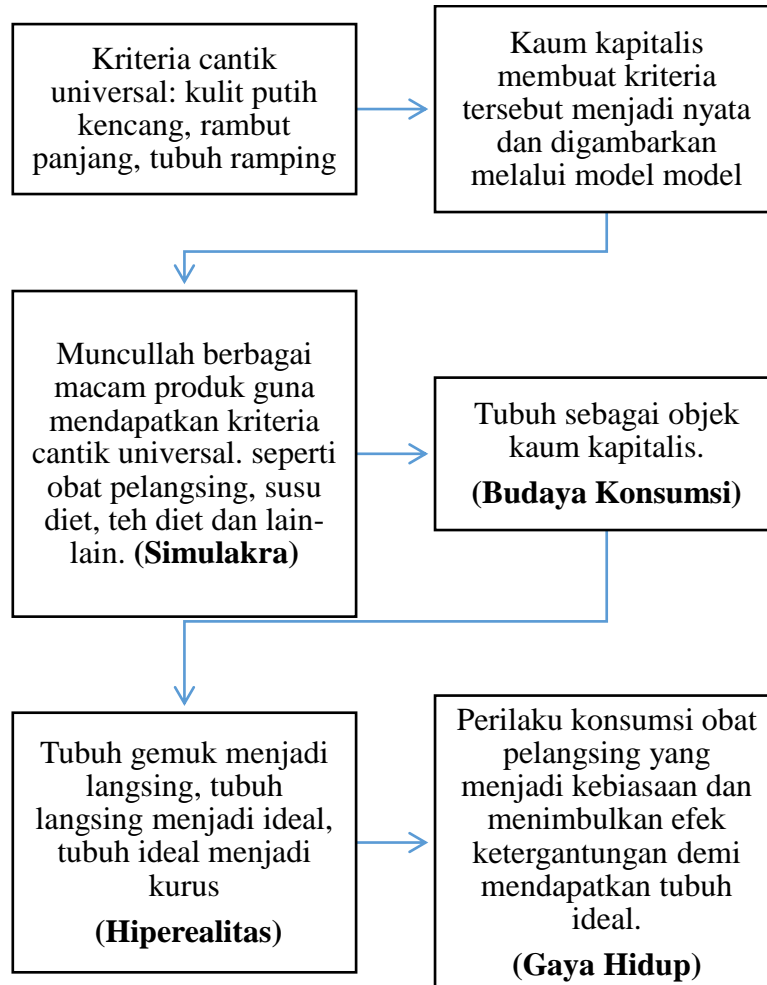 Kriteria cantik
universal: kulit putih
kencang, rambut
panjang, tubuh ramping
Kaum kapitalis
membuat kriteria
tersebut menjadi nyata
dan digambarkan
melalui model model
Muncullah berbagai
macam produk guna
mendapatkan kriteria
cantik universal. seperti
obat pelangsing, susu
diet, teh diet dan lain-
lain. (Simulakra)
Tubuh sebagai objek
kaum kapitalis.
(Budaya Konsumsi)
Tubuh gemuk menjadi
langsing, tubuh
langsing menjadi ideal,
tubuh ideal menjadi
kurus
(Hiperealitas)
Perilaku konsumsi obat
pelangsing yang
menjadi kebiasaan dan
menimbulkan efek
ketergantungan demi
mendapatkan tubuh
ideal.
(Gaya Hidup)